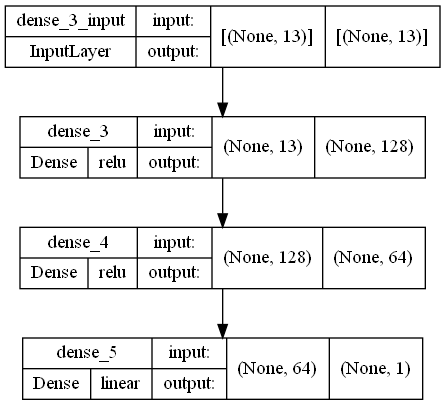 dense_3_input input: [(None, 13)] [(None, 13)]
InputLayer output:
dense_3 input: (None, 13) (None, 128)
Dense relu output:
dense_4 input: (None, 128) (None, 64)
Dense relu output:
dense_5 input: (None, 64) (None, 1)
Dense linear output: